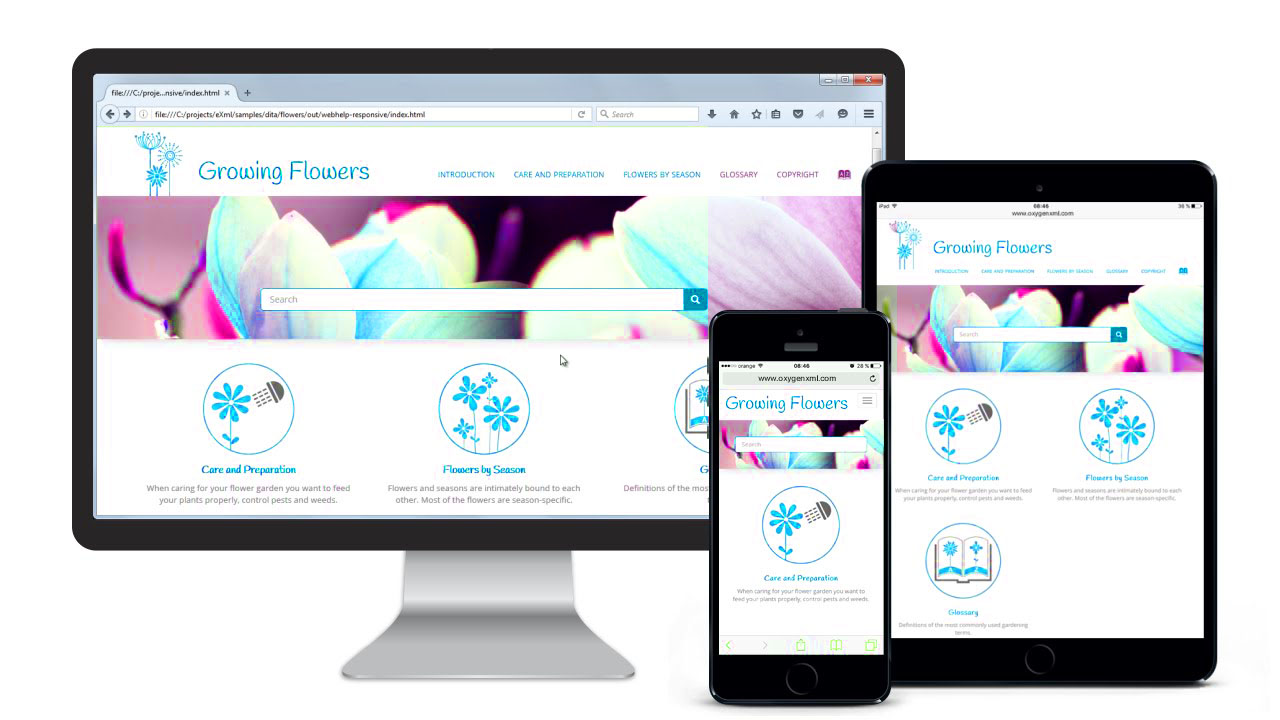 file:///C:/proje...nsive/index.html
file:///C:/projects/eXml/samples/dita/flowers/out/webhelp-responsive/index.html
Search
Growing Flowers
INTRODUCTION
CARE AND PREPARATION
FLOWERS BY SEASON
GLOSSARY
COPYRIGHT
Search
Care and Preparation
When caring for your flower garden you want to feed
your plants properly, control pests and weeds.
Flowers by Season
Flowers and seasons are intimately bound to each
other. Most of the flowers are season-specific.
G
Definitions of the mos
orange
08:46
28 %
www.oxygenxml.com
Growing Flowers
Search
Care and Preparation
When caring for your flower garden you want to
feed your plants properly, control pests and weeds.
iPad
08:46
36 %
www.oxygenxml.com
Growing Flowers
INTRODUCTION
CARE AND PREPARATION
FLOWERS BY SEASON
GLOSSARY
COPYRIGHT
Search
Care and Preparation
When caring for your flower garden you want to feed
your plants properly, control pests and weeds.
Flowers by Season
Flowers and seasons are intimately bound to each
other. Most of the flowers are season-specific.
Glossary
Definitions of the most commonly used gardening
terms.